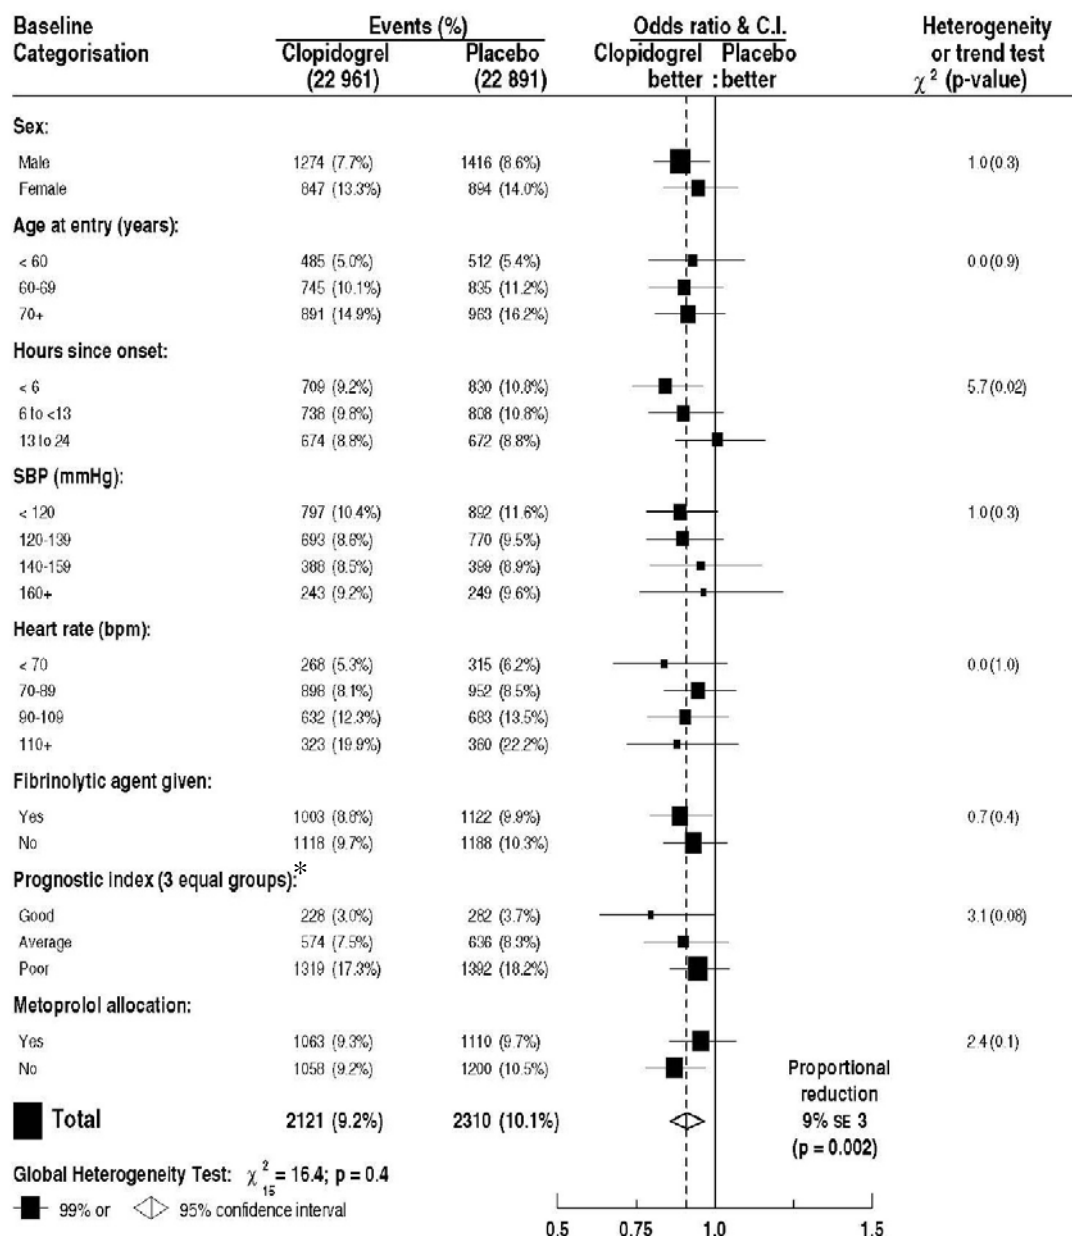 Baseline Events (%) Odds ratio & C.I. Heterogeneity
Categorisation Clopidogrel Placebo Clopidogrel Placebo or trend test
(22 961) (22 891) better : better χ 2 (p-value)
Sex:
Male 1274 (7.7%) 1416 (8.6%) 1.0 (0.3)
Female 847 (13.3%) 894 (14.0%)
Age at entry (years):
< 60 485 (5.0%) 512 (5.4%) 0.0 (0.9)
60-69 745 (10.1%) 835 (11.2%)
70+ 891 (14.9%) 963 (16.2%)
Hours since onset:
< 6 709 (9.2%) 830 (10.8%) 5.7 (0.02)
6 to <13 738 (9.8%) 808 (10.8%)
13 to 24 674 (8.8%) 672 (8.8%)
SBP (mmHg):
< 120 797 (10.4%) 892 (11.6%) 1.0 (0.3)
120-139 693 (8.6%) 770 (9.5%)
140-159 388 (8.5%) 399 (8.9%)
160+ 243 (9.2%) 249 (9.6%)
Heart rate (bpm):
< 70 268 (5.3%) 315 (6.2%) 0.0 (1.0)
70-89 898 (8.1%) 952 (8.5%)
90-109 632 (12.3%) 683 (13.5%)
110+ 323 (19.9%) 360 (22.2%)
Fibrinolytic agent given:
Yes 1003 (8.8%) 1122 (9.9%) 0.7 (0.4)
No 1118 (9.7%) 1188 (10.3%)
Prognostic index (3 equal groups):*
Good 228 (3.0%) 282 (3.7%) 3.1 (0.08)
Average 574 (7.5%) 636 (8.3%)
Poor 1319 (17.3%) 1392 (18.2%)
Metoprolol allocation:
Yes 1063 (9.3%) 1110 (9.7%) 2.4 (0.1)
No 1058 (9.2%) 1200 (10.5%) Proportional
reduction
Total 2121 (9.2%) 2310 (10.1%) 9% SE 3
(p = 0.002)
Global Heterogeneity Test: χ 2 15 = 16.4; p = 0.4
99% or 95% confidence interval
0.5 0.75 1.0 1.5